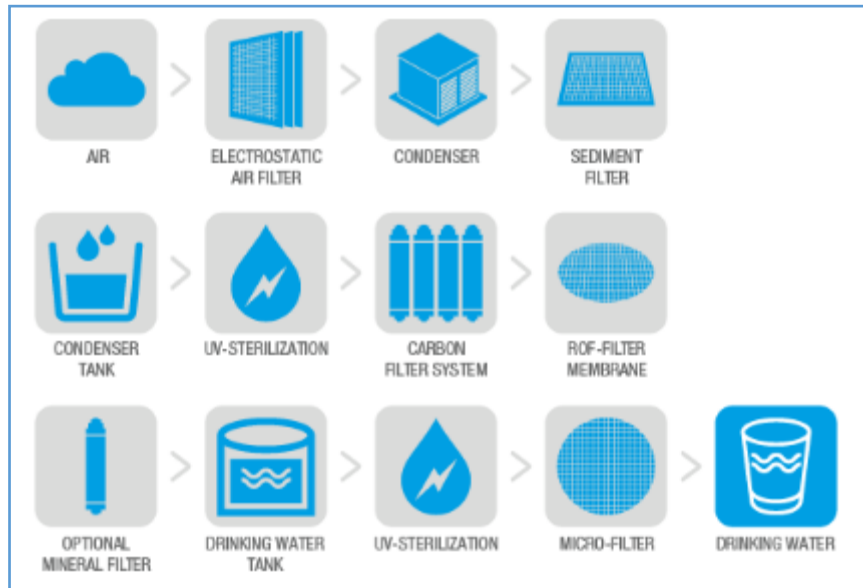 AIR
ELECTROSTATIC
AIR FILTER
CONDENSER
SEDIMENT
FILTER
CONDENSER
TANK
UV-STERILIZATION
CARBON
FILTER SYSTEM
ROF-FILTER
MEMBRANE
OPTIONAL
MINERAL FILTER
DRINKING WATER
TANK
UV-STERILIZATION
MICRO-FILTER
DRINKING WATER